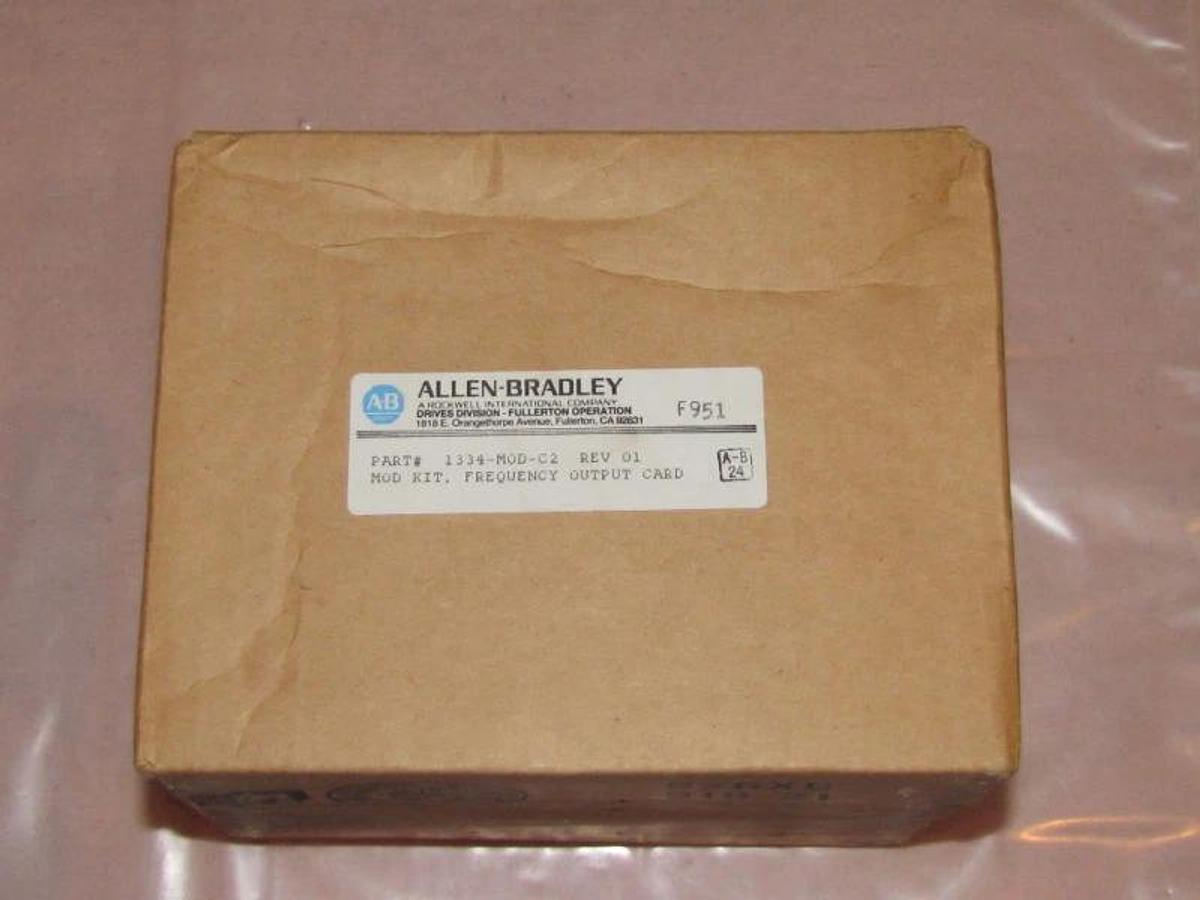 AB
ALLEN-BRADLEY
A ROCKWELL INTERNATIONAL COMPANY
DRIVES DIVISION - FULLERTON OPERATION
1818 E. Orangethorpe Avenue, Fullerton, CA 92631
F951
PART# 1334-MOD-C2 REV 01
MOD KIT, FREQUENCY OUTPUT CARD
A-B
24